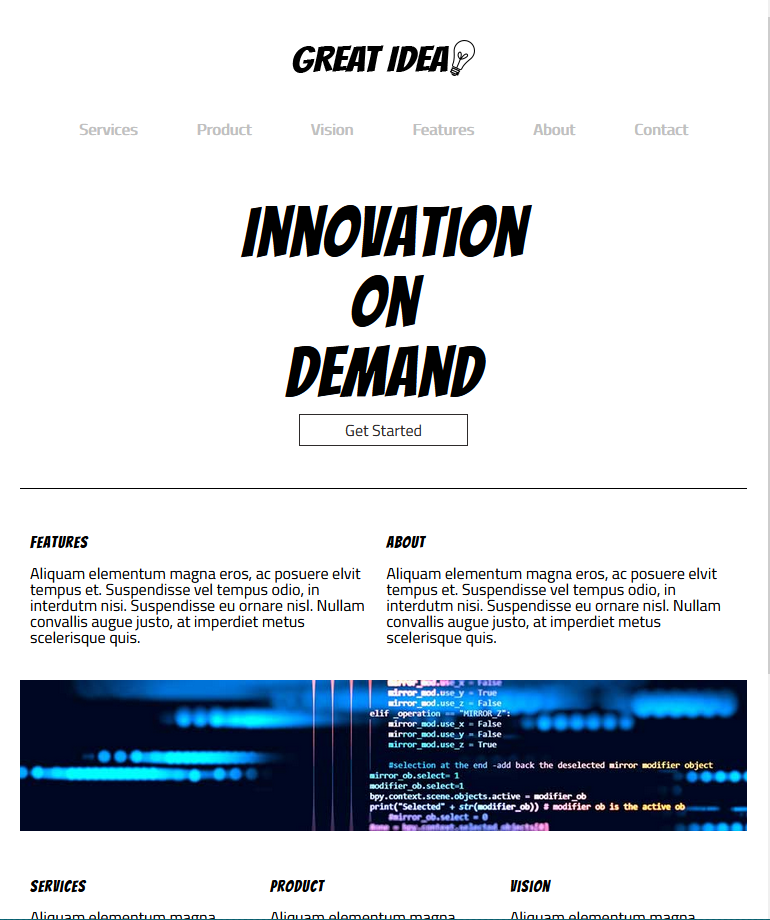 GREAT IDEA
Services Product Vision Features About Contact
INNOVATION
ON
DEMAND
Get Started
FEATURES
Aliquam elementum magna eros, ac posuere elvit
tempus et. Suspendisse vel tempus odio, in
interdutm nisi. Suspendisse eu ornare nisl. Nullam
convallis augue justo, at imperdiet metus
scelerisque quis.
ABOUT
Aliquam elementum magna eros, ac posuere elvit
tempus et. Suspendisse vel tempus odio, in
interdutm nisi. Suspendisse eu ornare nisl. Nullam
convallis augue justo, at imperdiet metus
scelerisque quis.
mirror_mod.use_x = False
mirror_mod.use_y = True
mirror_mod.use_z = False
elif _operation == "MIRROR_Z":
mirror_mod.use_x = False
mirror_mod.use_y = False
mirror_mod.use_z = True
#selection at the end -add back the deselected mirror modifier object
mirror_ob.select= 1
modifier_ob.select=1
bpy.context.scene.objects.active = modifier_ob
print("Selected" + str(modifier_ob)) # modifier ob is the active ob
#mirror_ob.select = 0
= bpy.context.selected_objects[0]
SERVICES PRODUCT VISION
Aliquam elementum magna Aliquam elementum magna Aliquam elementum magna